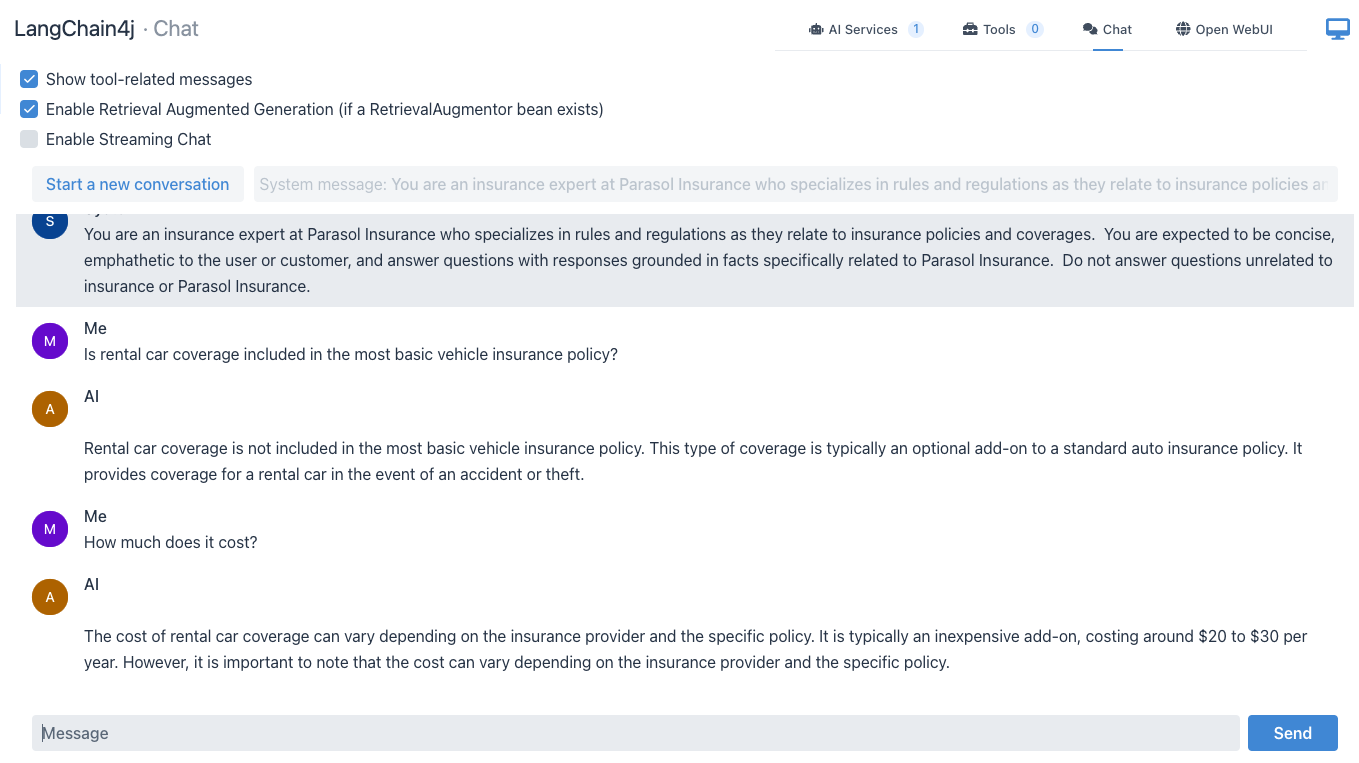 LangChain4j · Chat
AI Services 1
Tools 0
Chat
Open WebUI
Show tool-related messages
Enable Retrieval Augmented Generation (if a RetrievalAugmentor bean exists)
Enable Streaming Chat
Start a new conversation
System message: You are an insurance expert at Parasol Insurance who specializes in rules and regulations as they relate to insurance policies
S
You are an insurance expert at Parasol Insurance who specializes in rules and regulations as they relate to insurance policies and coverages.  You are expected to be concise,
emphathetic to the user or customer, and answer questions with responses grounded in facts specifically related to Parasol Insurance.  Do not answer questions unrelated to
insurance or Parasol Insurance.
Me
M
Is rental car coverage included in the most basic vehicle insurance policy?
AI
A
Rental car coverage is not included in the most basic vehicle insurance policy. This type of coverage is typically an optional add-on to a standard auto insurance policy. It
provides coverage for a rental car in the event of an accident or theft.
Me
M
How much does it cost?
AI
A
The cost of rental car coverage can vary depending on the insurance provider and the specific policy. It is typically an inexpensive add-on, costing around $20 to $30 per
year. However, it is important to note that the cost can vary depending on the insurance provider and the specific policy.
Message
Send